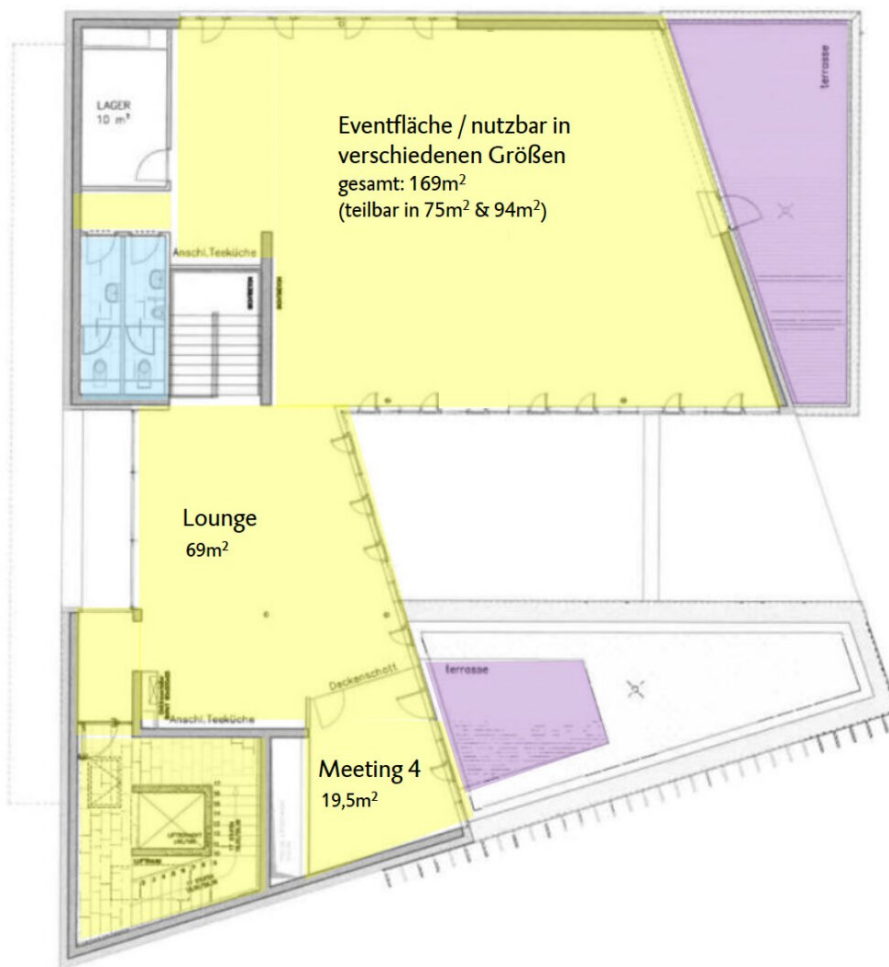 LAGER
10 m²
terrasse
Eventfläche / nutzbar in
verschiedenen Größen
gesamt: 169m²
(teilbar in 75m² & 94m²)
Anschl.Teeküche
Lounge
69m²
terrasse
Deckenschott
Anschl.Teeküche
Meeting 4
19,5m²